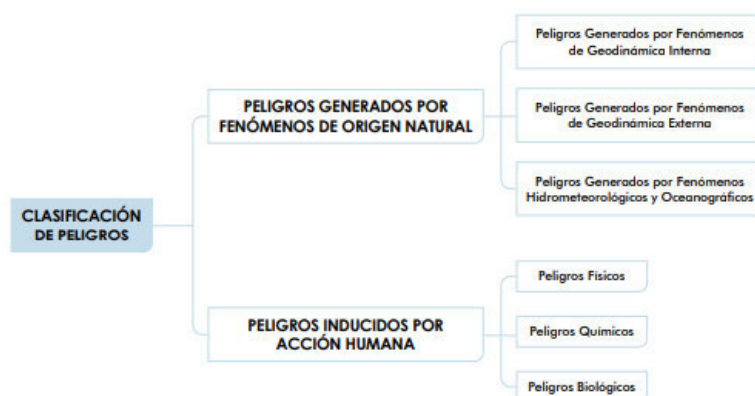 CLASIFICACIÓN
DE PELIGROS
PELIGROS GENERADOS POR
FENÓMENOS DE ORIGEN NATURAL
Peligros Generados por Fenómenos
de Geodinámica Interna
Peligros Generados por Fenómenos
de Geodinámica Externa
Peligros Generados por Fenómenos
Hidrometeorológicos y Oceanográficos
PELIGROS INDUCIDOS POR
ACCIÓN HUMANA
Peligros Físicos
Peligros Químicos
Peligros Biológicos